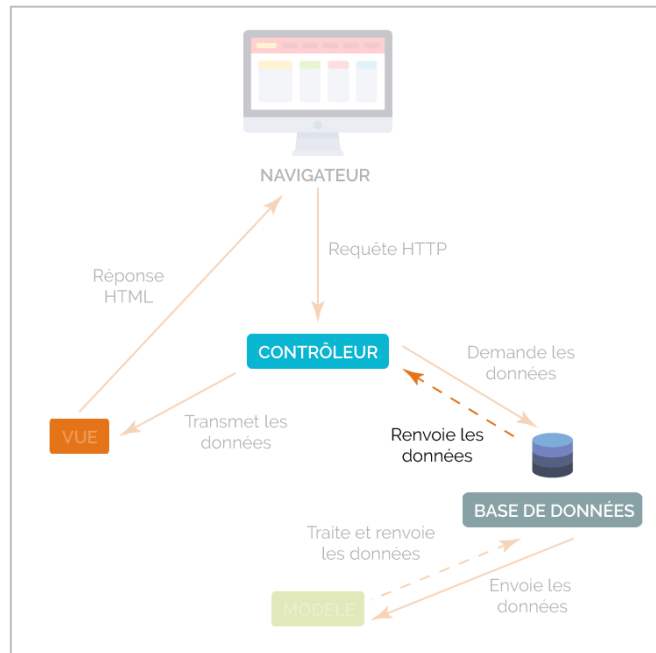 NAVIGATEUR
Requête HTTP
Réponse
HTML
CONTRÔLEUR
Demande les
données
VUE
Transmet les
données
Renvoie les
données
BASE DE DONNÉES
Traite et renvoie
les données
Envoie les
données
MODELE